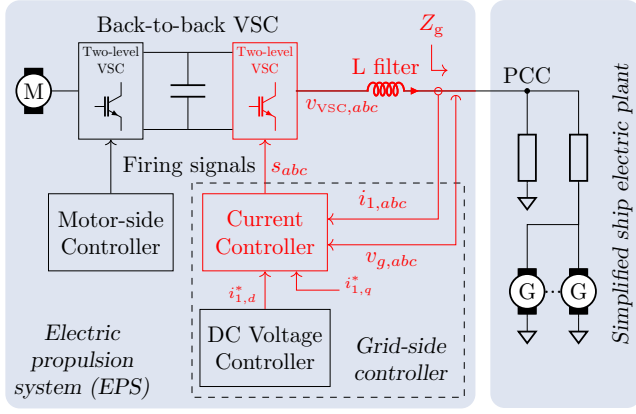 Back-to-back VSC
Z_g
Two-level
VSC
Two-level
VSC
L filter
PCC
M
v_VSC,abc
Firing signals
s_abc
Motor-side
Controller
Current
Controller
i_1,abc
v_g,abc
i*_1,d
i*_1,q
DC Voltage
Controller
Electric
propulsion
system (EPS)
Grid-side
controller
G
G
Simplified ship electric plant